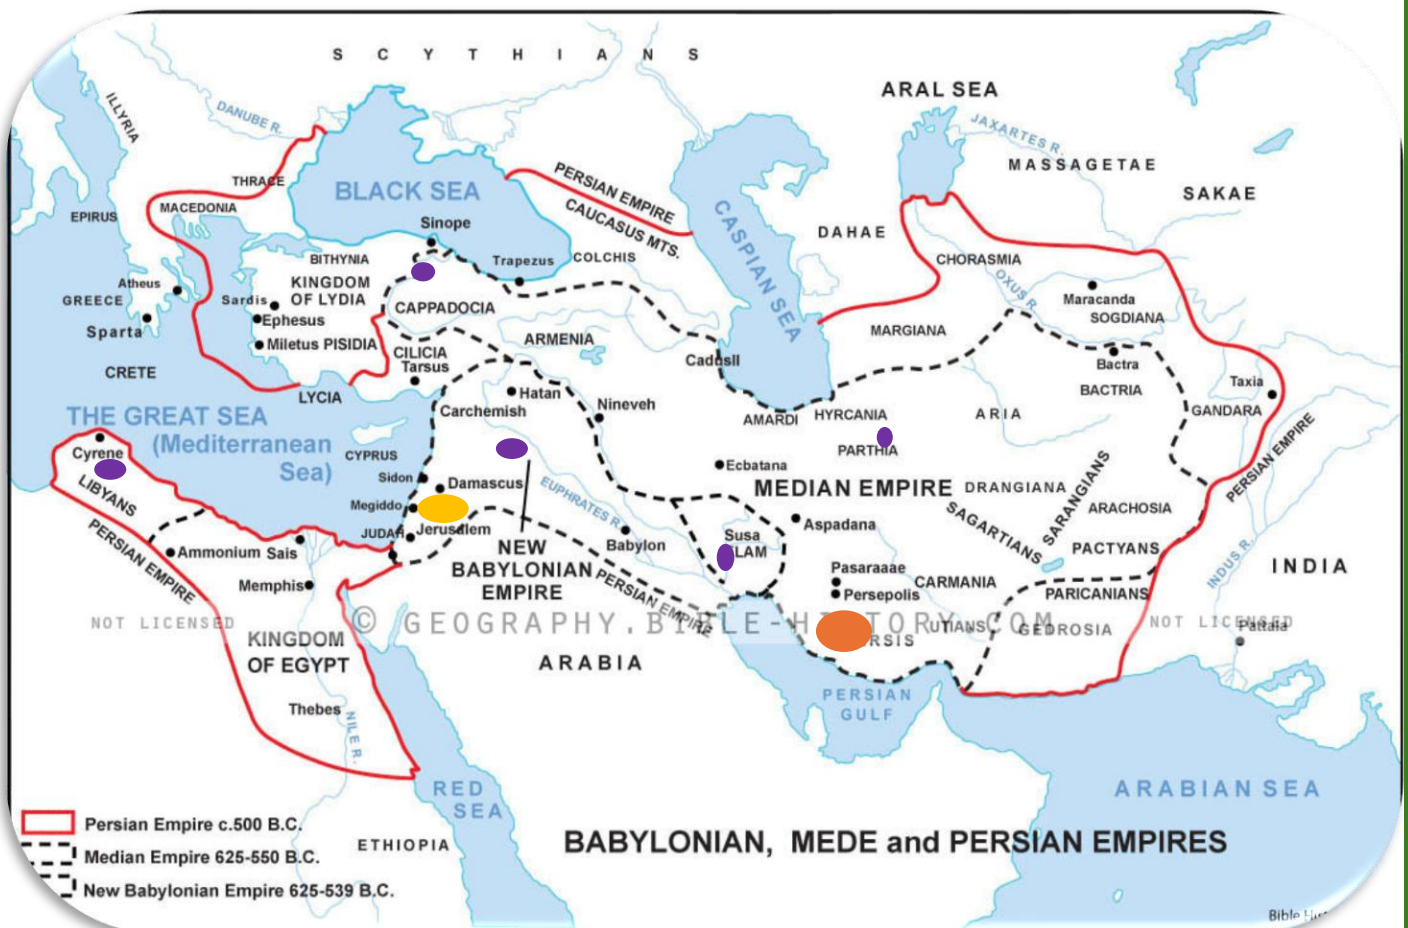 S C Y T H I A N S
ARAL SEA
ILLYRIA
DANUBE R.
JAXARTES R.
MASSAGETAE
SAKAE
THRACE
MACEDONIA
EPIRUS
BLACK SEA
PERSIAN EMPIRE
CAUCASUS MTS.
CASPIAN SEA
DAHAE
Sinope
BITHYNIA
Trapezus
COLCHIS
CHORASMIA
OXUS R.
KINGDOM
OF LYDIA
Atheus
GREECE
Sparta
Sardis
Ephesus
Miletus PISIDIA
CAPPADOCIA
Maracanda
SOGDIANA
MARGIANA
ARMENIA
CILICIA
Tarsus
Cadusll
Bactra
BACTRIA
Taxia
GANDARA
CRETE
LYCIA
Hatan
Carchemish
Nineveh
AMARDI
HYRCANIA
ARIA
THE GREAT SEA
(Mediterranean
Sea)
CYPRUS
PARTHIA
PERSIAN EMPIRE
Cyrene
LIBYANS
Sidon
Damascus
Ecbatana
MEDIAN EMPIRE
DRANGIANA
SARANGIANS
ARACHOSIA
SAGARTIANS
EUPHRATES R.
Megiddo
JUDAH
Jerusalem
Aspadana
Susa
LAM
Babylon
PACTYANS
INDUS R.
INDIA
PERSIAN EMPIRE
Ammonium
Sais
Memphis
NEW
BABYLONIAN
EMPIRE
PERSIAN EMPIRE
Pasaraaae
Persepolis
CARMANIA
PARICANIANS
NOT LICENSED
© GEOGRAPHY.BIBLE-HISTORY.COM
NOT LICENSED
UTIANS
GEDROSIA
RSIS
Pattala
KINGDOM
OF EGYPT
ARABIA
Thebes
NILE R.
PERSIAN
GULF
RED
SEA
ARABIAN SEA
ETHIOPIA
BABYLONIAN, MEDE and PERSIAN EMPIRES
Persian Empire c.500 B.C.
Median Empire 625-550 B.C.
New Babylonian Empire 625-539 B.C.
Bible